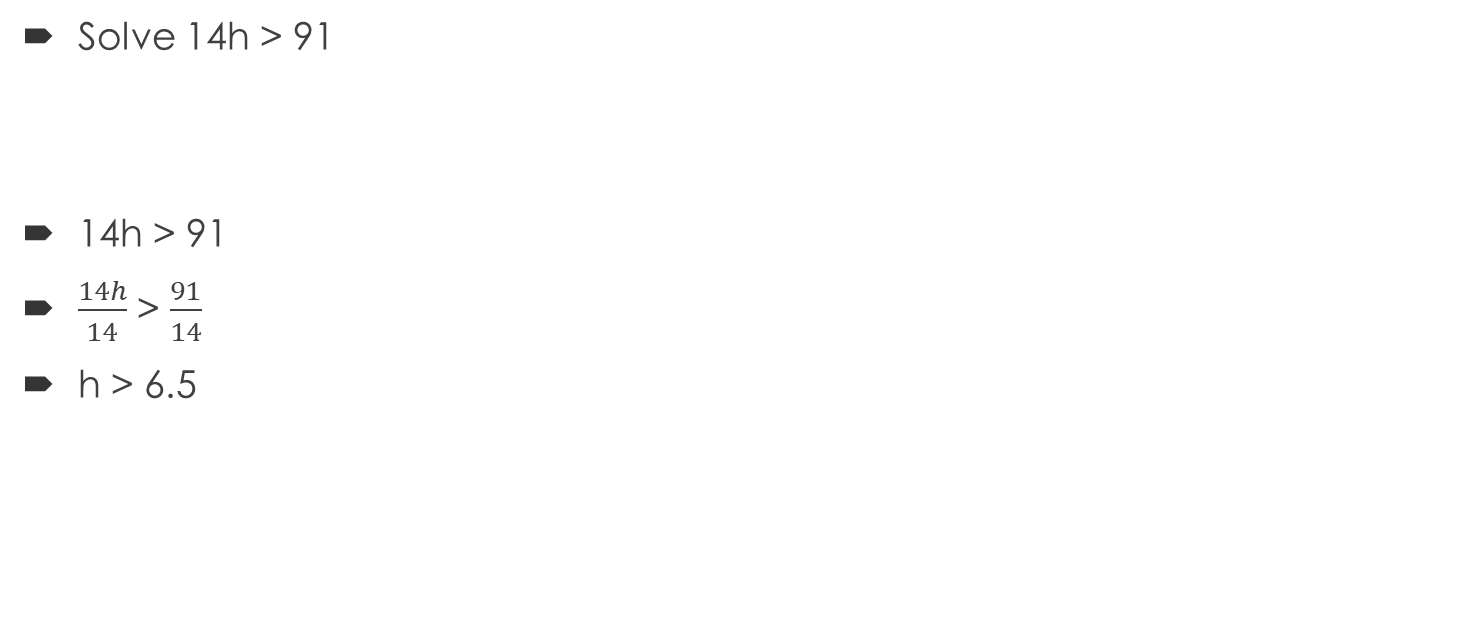 Solve 14h > 91
14h > 91
14h/14 > 91/14
h > 6.5